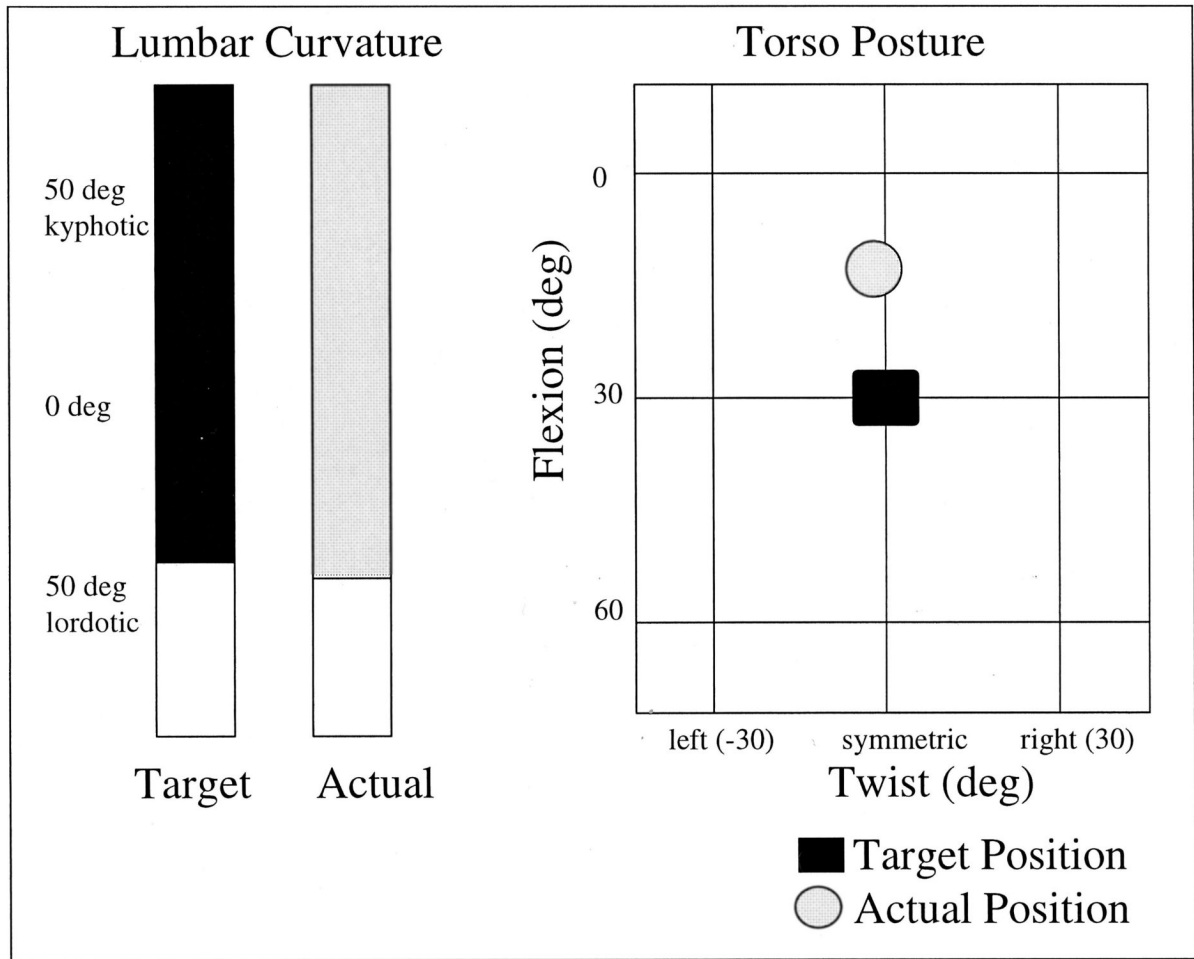 Lumbar Curvature
50 deg
kyphotic
0 deg
50 deg
lordotic
Target
Actual
Torso Posture
Flexion (deg)
0
30
60
left (-30)
symmetric
right (30)
Twist (deg)
Target Position
Actual Position